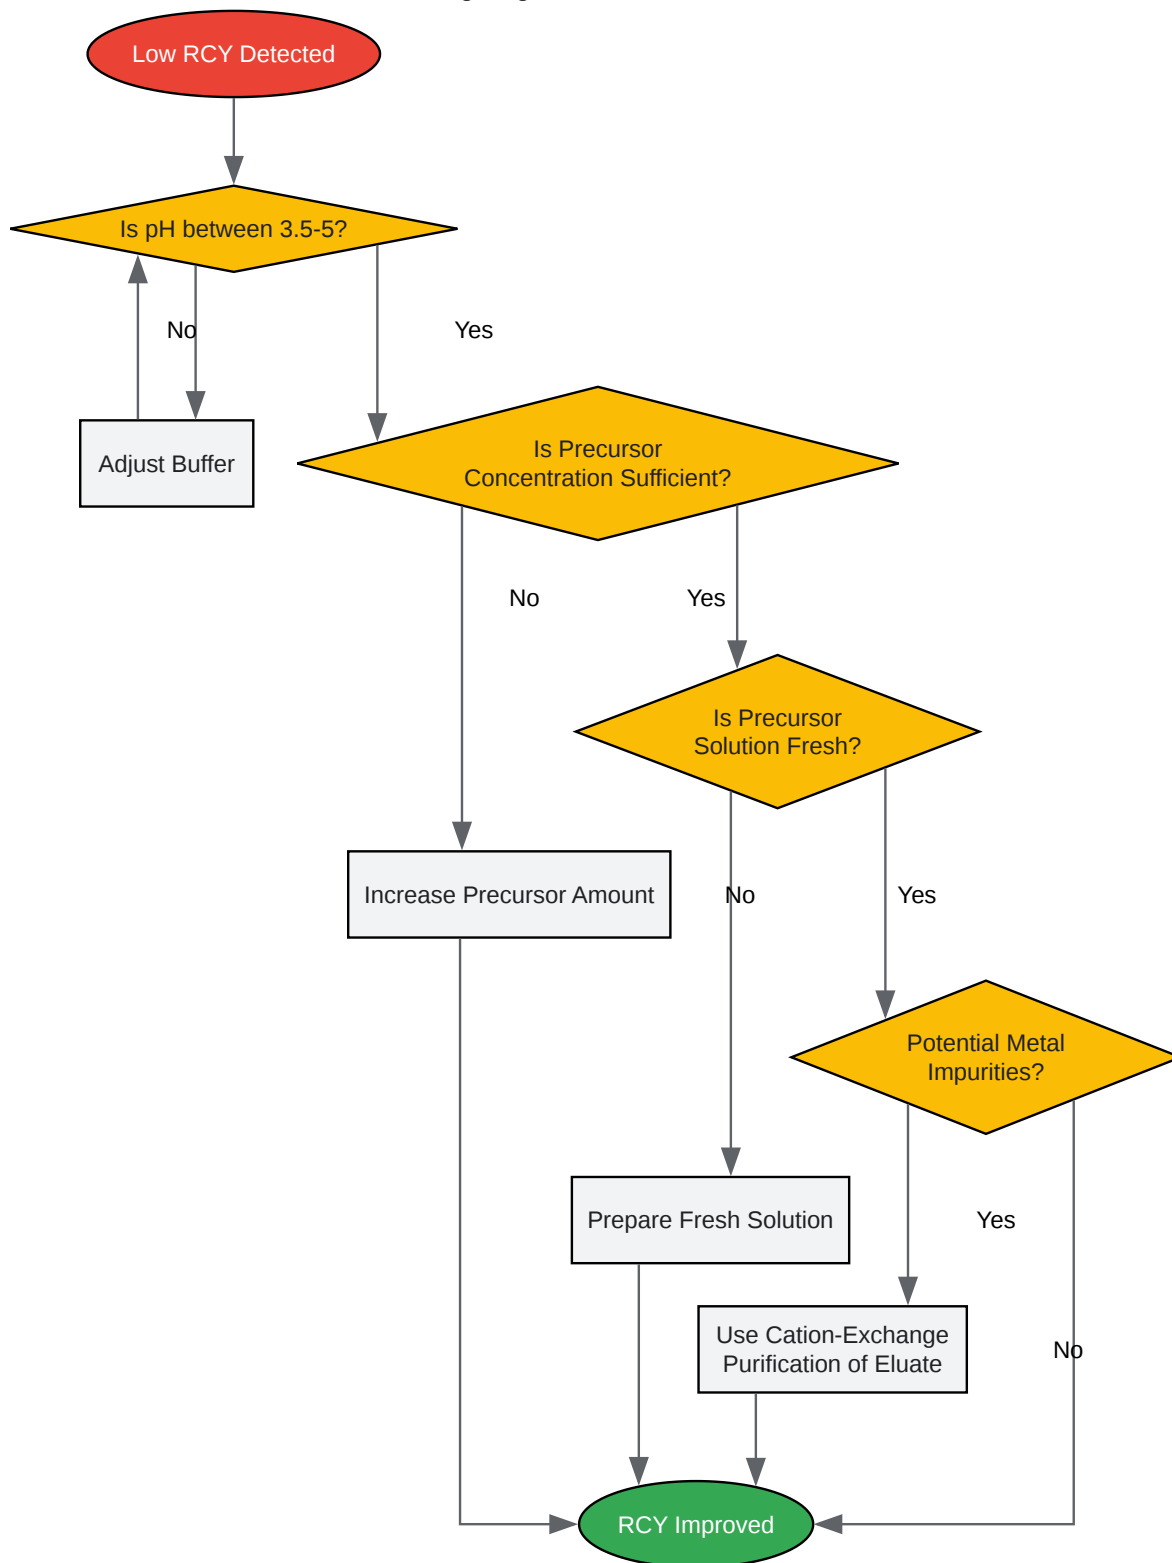 Low RCY Detected
Is pH between 3.5-5?
No
Yes
Adjust Buffer
Is Precursor
Concentration Sufficient?
No
Yes
Is Precursor
Solution Fresh?
Increase Precursor Amount
No
Yes
Potential Metal
Impurities?
Prepare Fresh Solution
Yes
Use Cation-Exchange
Purification of Eluate
No
RCY Improved